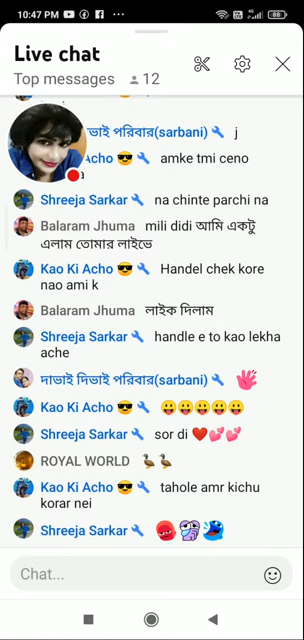 10:47 PM
88
Live chat
Top messages 12
ভাই পরিবার(sarbani) j
Acho amke tmi ceno
a
Shreeja Sarkar na chinte parchi na
Balaram Jhuma mili didi আমি একটু
এলাম তোমার লাইভে
Kao Ki Acho Handel chek kore
nao ami k
Balaram Jhuma লাইক দিলাম
Shreeja Sarkar handle e to kao lekha
ache
দাভাই দিভাই পরিবার(sarbani)
Kao Ki Acho 😛😛😛😛😛
Shreeja Sarkar sor di ❤️💕💕
ROYAL WORLD 🦆🦆
Kao Ki Acho tahole amr kichu
korar nei
Shreeja Sarkar
Chat...